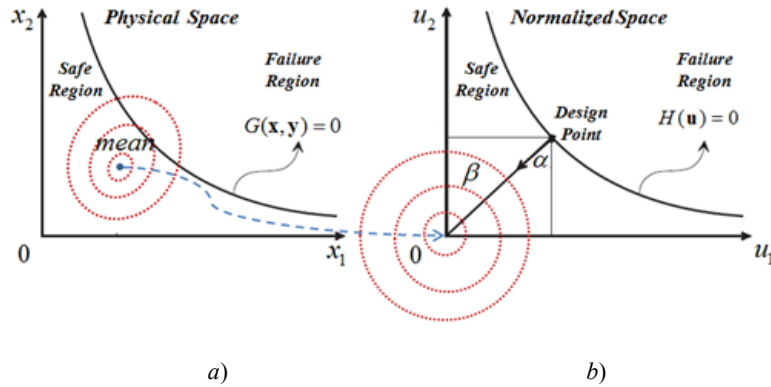 x₂
Physical Space
Safe
Region
Failure
Region
G(x, y) = 0
mean
0
x₁
a)
u₂
Normalized Space
Safe
Region
Failure
Region
Design
Point
H(u) = 0
α
β
0
u₁
b)